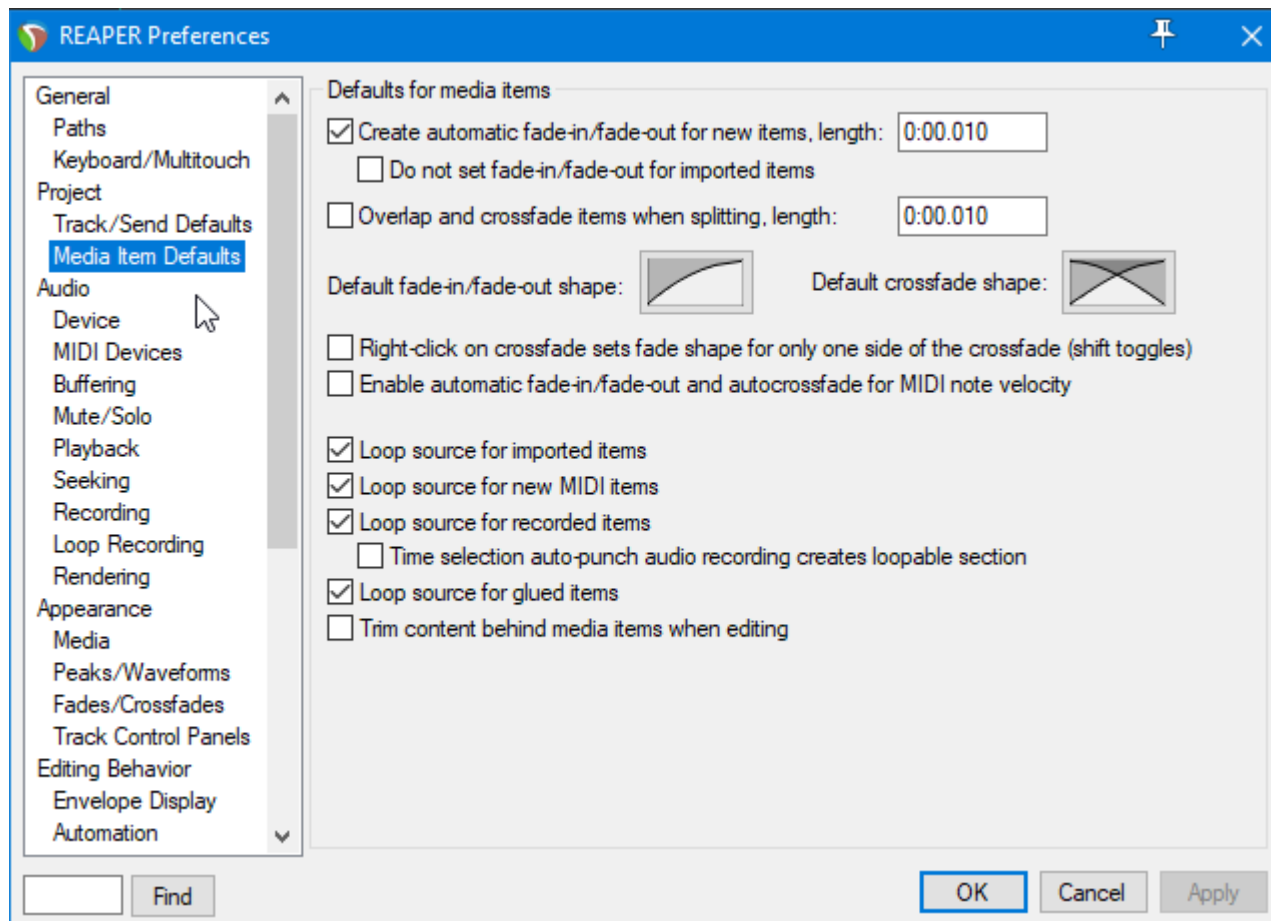 REAPER Preferences
General
Paths
Keyboard/Multitouch
Project
Track/Send Defaults
Media Item Defaults
Audio
Device
MIDI Devices
Buffering
Mute/Solo
Playback
Seeking
Recording
Loop Recording
Rendering
Appearance
Media
Peaks/Waveforms
Fades/Crossfades
Track Control Panels
Editing Behavior
Envelope Display
Automation
Find
Defaults for media items
Create automatic fade-in/fade-out for new items, length: 0:00.010
Do not set fade-in/fade-out for imported items
Overlap and crossfade items when splitting, length: 0:00.010
Default fade-in/fade-out shape: Default crossfade shape:
Right-click on crossfade sets fade shape for only one side of the crossfade (shift toggles)
Enable automatic fade-in/fade-out and autocrossfade for MIDI note velocity
Loop source for imported items
Loop source for new MIDI items
Loop source for recorded items
Time selection auto-punch audio recording creates loopable section
Loop source for glued items
Trim content behind media items when editing
OK Cancel Apply